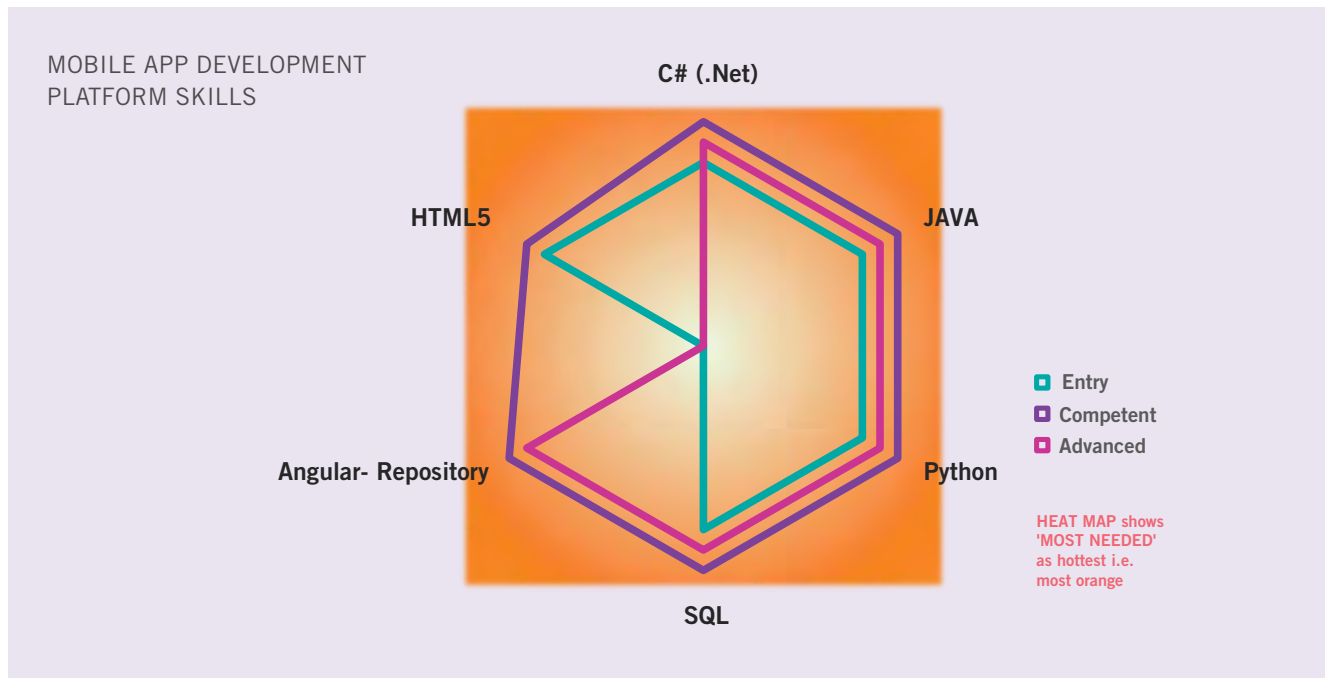 MOBILE APP DEVELOPMENT
PLATFORM SKILLS
C# (.Net)
HTML5
JAVA
Angular- Repository
Python
SQL
Entry
Competent
Advanced
HEAT MAP shows
'MOST NEEDED'
as hottest i.e.
most orange